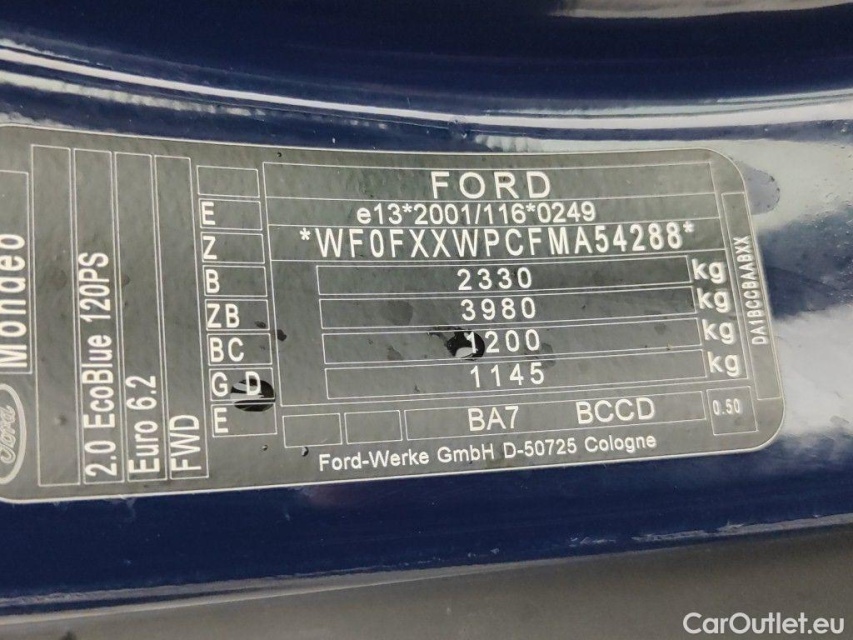 FORD
e13*2001/116*0249
*WF0FXXWPCFMA54288*
2330 kg
3980 kg
1200 kg
1145 kg
BA7 BCCD 0.50
Ford-Werke GmbH D-50725 Cologne
E
Z
B
ZB
BC
G D
E
Mondeo
Ford
2.0 EcoBlue 120PS
Euro 6.2
FWD
DA1BCCBAABXX
CarOutlet.eu